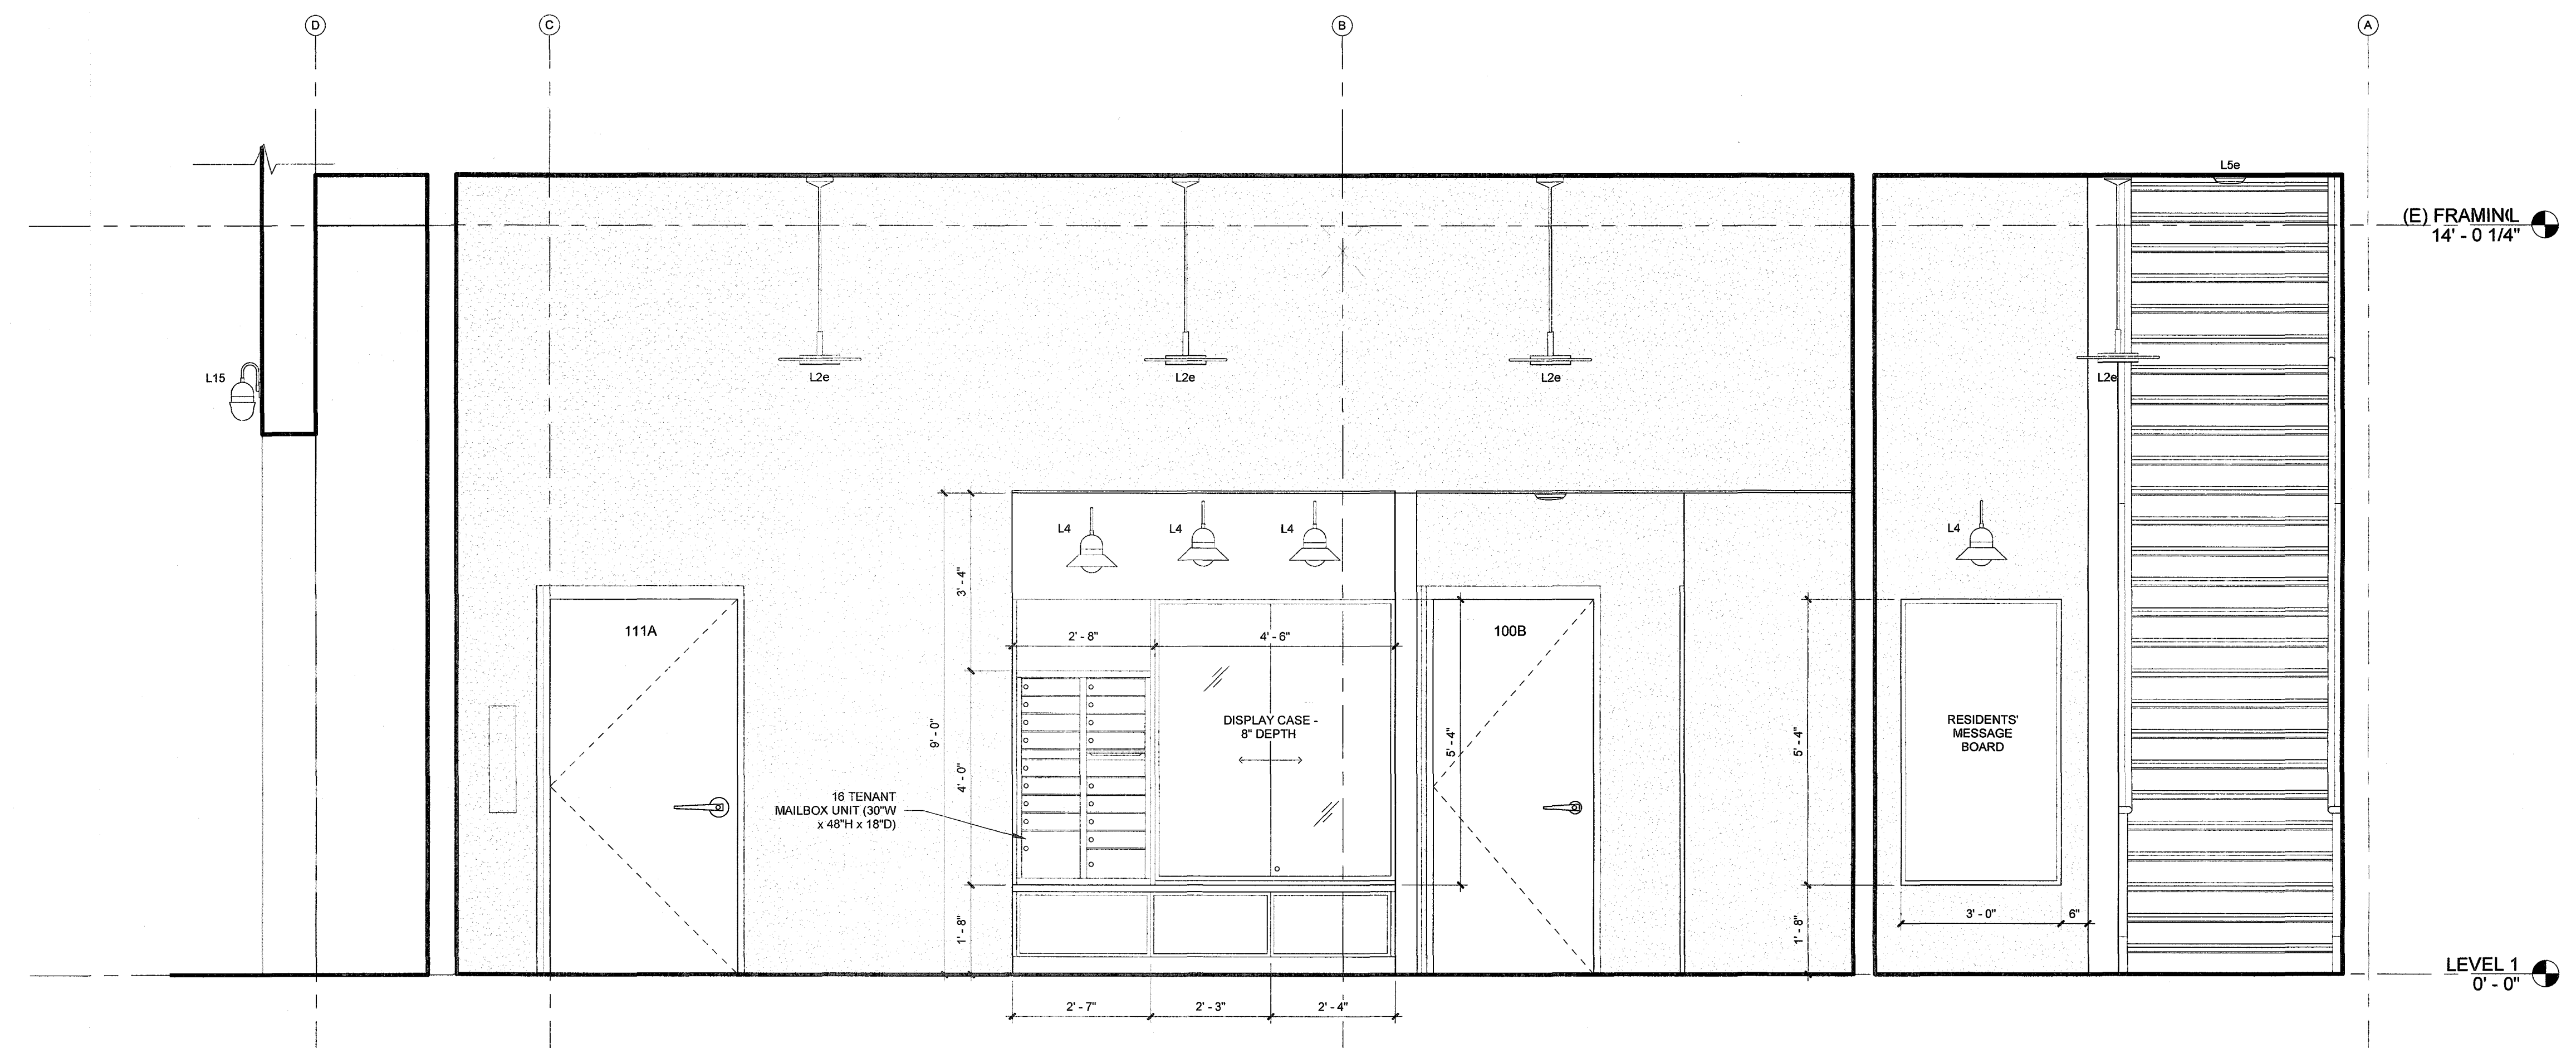 D
C
B
A
L5e
(E) FRAMIN(L
14' - 0 1/4"
L15
L2e
L2e
L2e
L2e
L4
L4
L4
L4
3' - 4"
111A
2' - 8"
4' - 6"
100B
9' - 0"
DISPLAY CASE -
8" DEPTH
5' - 4"
5' - 4"
RESIDENTS'
MESSAGE
BOARD
4' - 0"
16 TENANT
MAILBOX UNIT (30"W
x 48"H x 18"D)
1' - 8"
1' - 8"
3' - 0"
6"
LEVEL 1
0' - 0"
2' - 7"
2' - 3"
2' - 4"